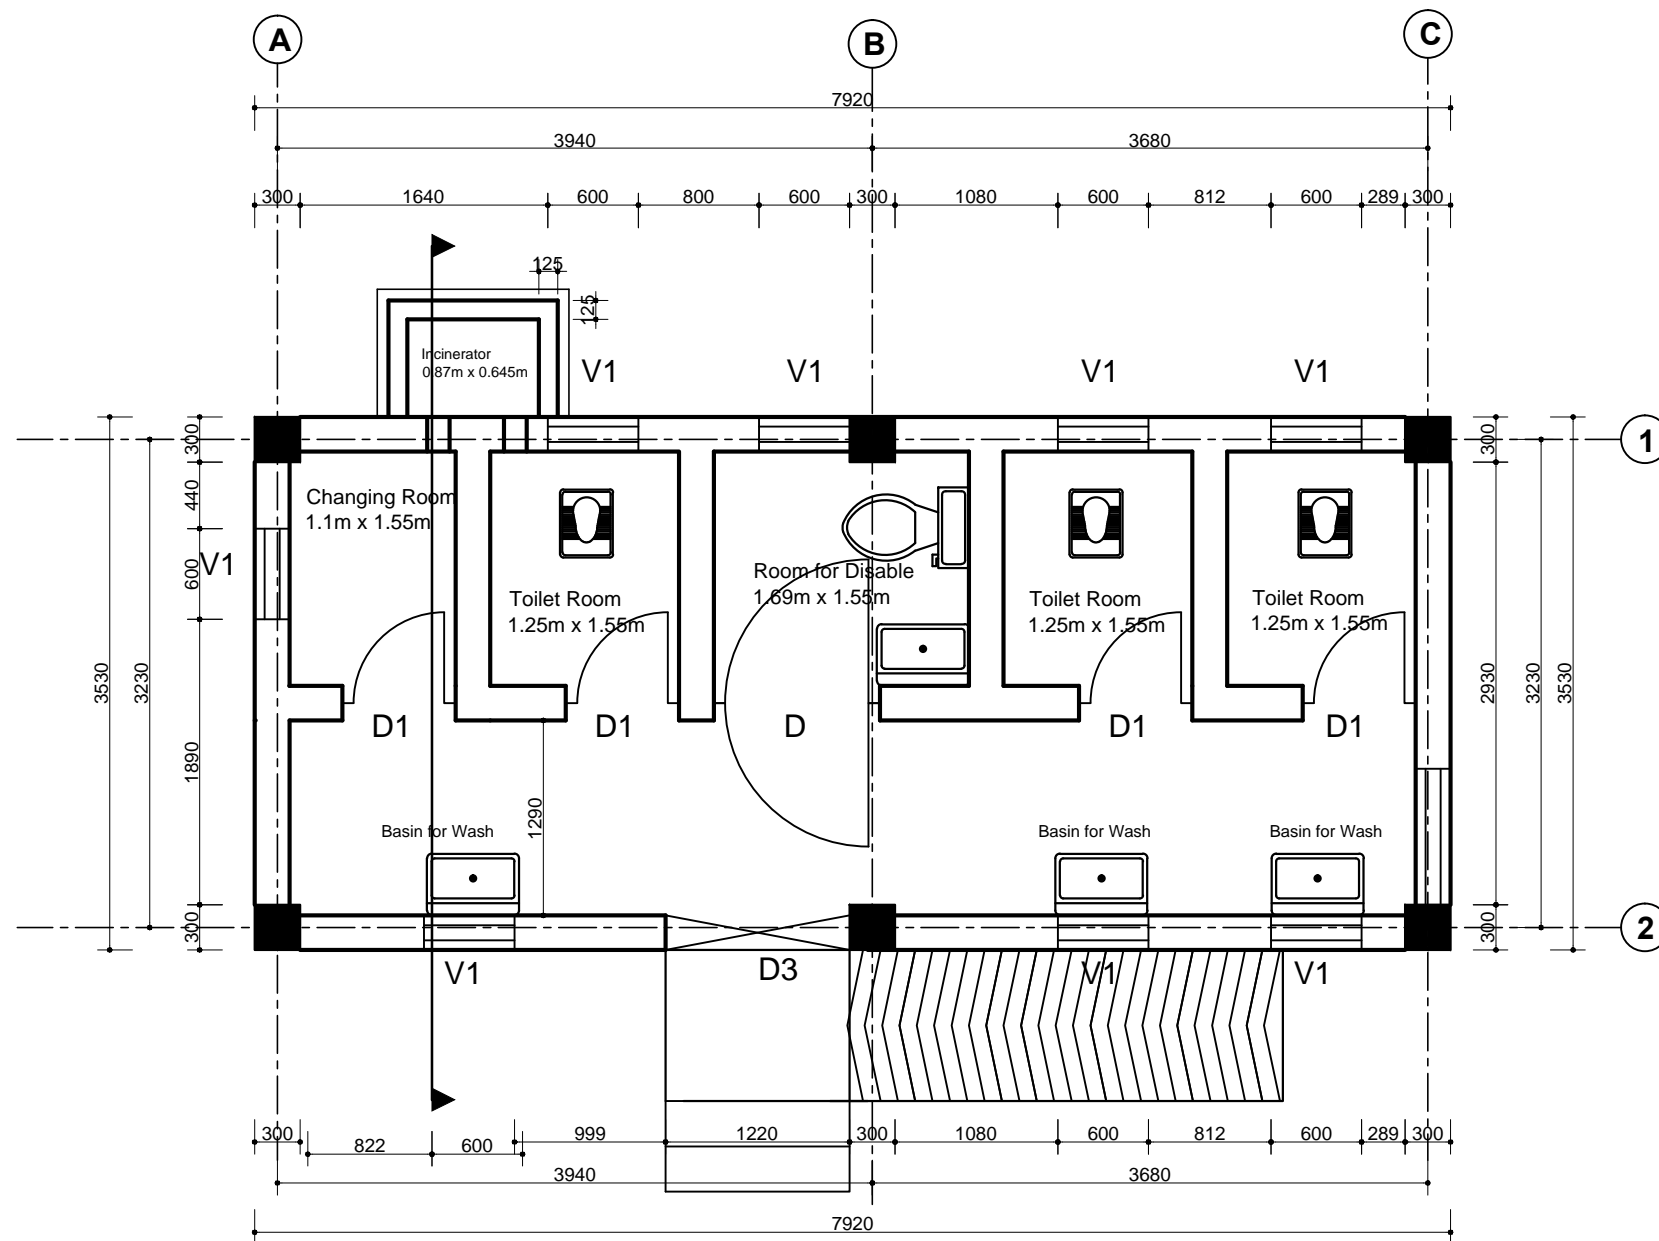 A
B
C
7920
3940
3680
300
1640
600
800
600
300
1080
600
812
600
289
300
125
125
Incinerator
0.87m x 0.645m
V1
V1
V1
V1
1
300
300
440
Changing Room
1.1m x 1.55m
V1
600
Room for Disable
1.69m x 1.55m
Toilet Room
1.25m x 1.55m
Toilet Room
1.25m x 1.55m
Toilet Room
1.25m x 1.55m
3530
3230
2930
3230
3530
D1
D1
D
D1
D1
1890
1290
Basin for Wash
Basin for Wash
Basin for Wash
300
300
2
V1
D3
V1
V1
300
822
600
999
1220
300
1080
600
812
600
289
300
3940
3680
7920